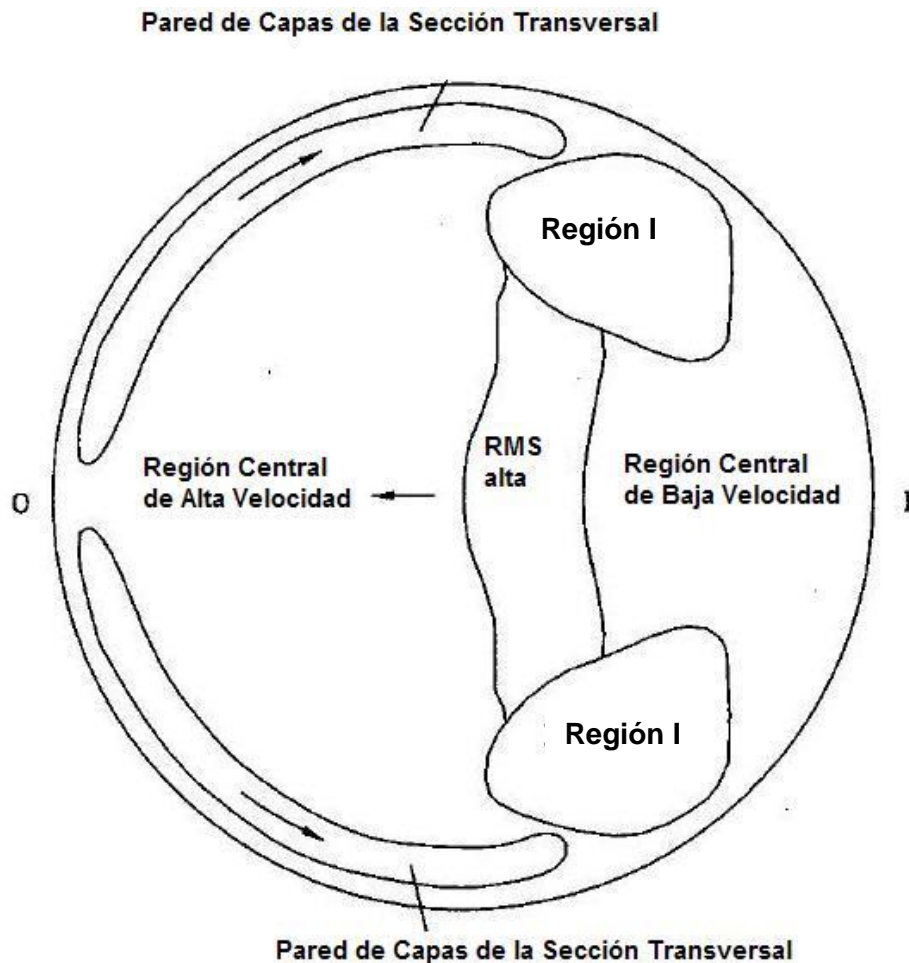 Pared de Capas de la Sección Transversal
Región I
RMS
alta
Región Central
de Alta Velocidad
Región Central
de Baja Velocidad
O
I
Región I
Pared de Capas de la Sección Transversal